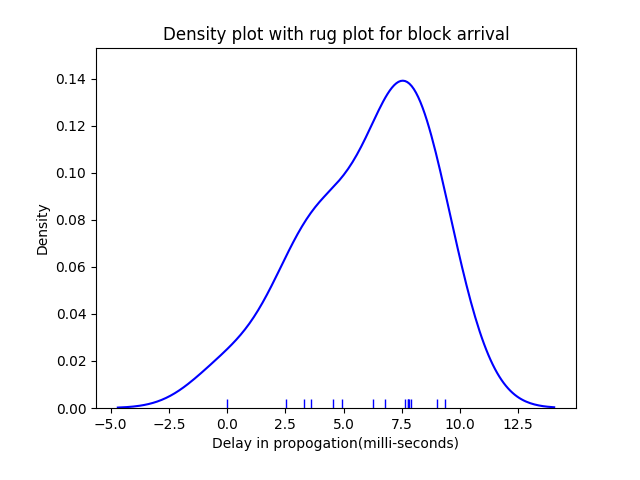 Density plot with rug plot for block arrival
0.14
0.12
0.10
0.08
0.06
0.04
0.02
0.00
Density
−5.0 −2.5 0.0 2.5 5.0 7.5 10.0 12.5
Delay in propogation(milli-seconds)